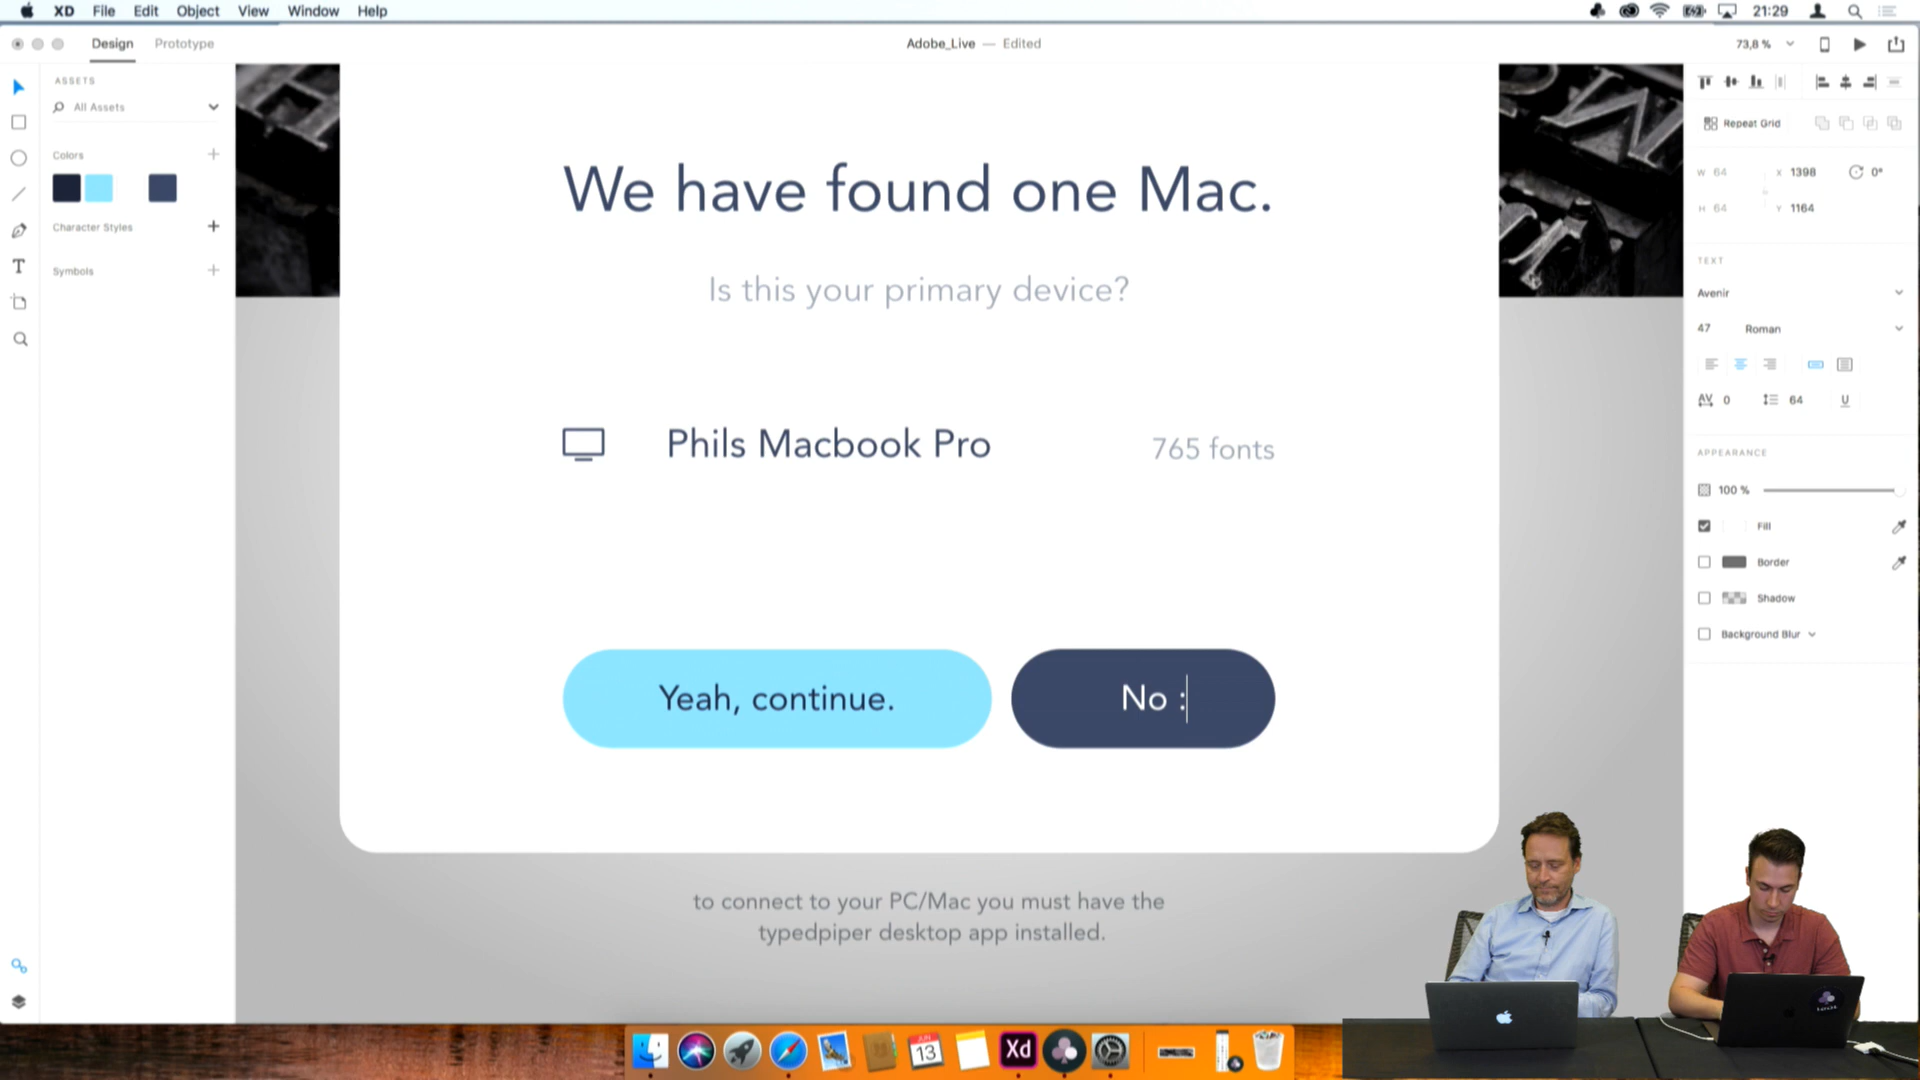 XD File Edit Object View Window Help
21:29
Design Prototype
Adobe_Live — Edited
73,8 %
ASSETS
All Assets
Colors
Character Styles
Symbols
We have found one Mac.
Is this your primary device?
Phils Macbook Pro
765 fonts
Yeah, continue.
No :
to connect to your PC/Mac you must have the
typedpiper desktop app installed.
Repeat Grid
W 64 X 1398 0°
H 64 Y 1164
TEXT
Avenir
47 Roman
AV 0 64 U
APPEARANCE
100 %
Fill
Border
Shadow
Background Blur
13
Xd